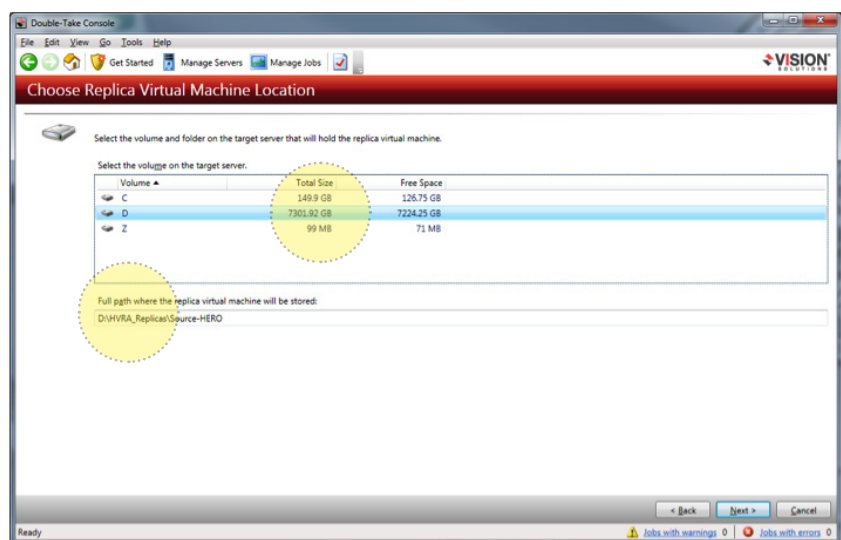 Double-Take Console
File Edit View Go Tools Help
Get Started Manage Servers Manage Jobs
VISION
SOLUTIONS
Choose Replica Virtual Machine Location
Select the volume and folder on the target server that will hold the replica virtual machine.
Select the volume on the target server.
Volume Total Size Free Space
C 149.9 GB 126.75 GB
D 7301.92 GB 7224.25 GB
Z 99 MB 71 MB
Full path where the replica virtual machine will be stored:
D:\HVRA_Replicas\Source-HERO
< Back Next > Cancel
Ready Jobs with warnings 0 Jobs with errors 0